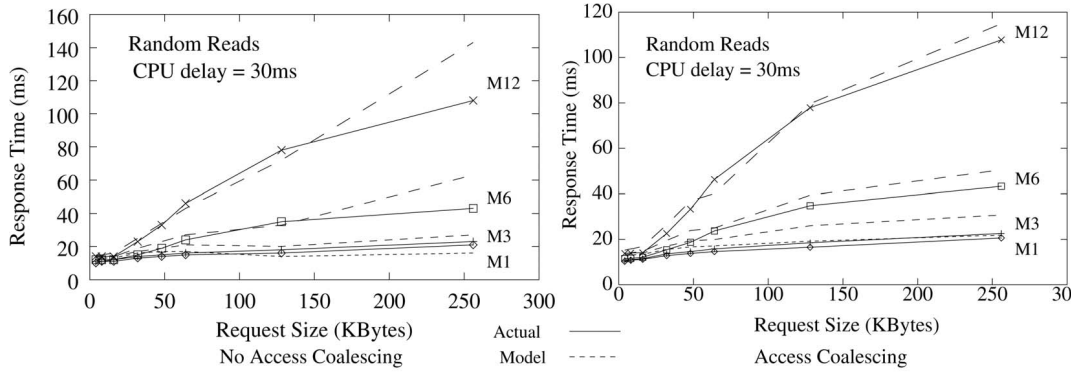 160
140
120
100
80
60
40
20
0
Response Time (ms)
Random Reads
CPU delay = 30ms
M12
M6
M3
M1
0 50 100 150 200 250 300
Request Size (KBytes)
No Access Coalescing
120
100
80
60
40
20
0
Response Time (ms)
Random Reads
CPU delay = 30ms
M12
M6
M3
M1
0 50 100 150 200 250 30
Request Size (KBytes)
Access Coalescing
Actual
Model